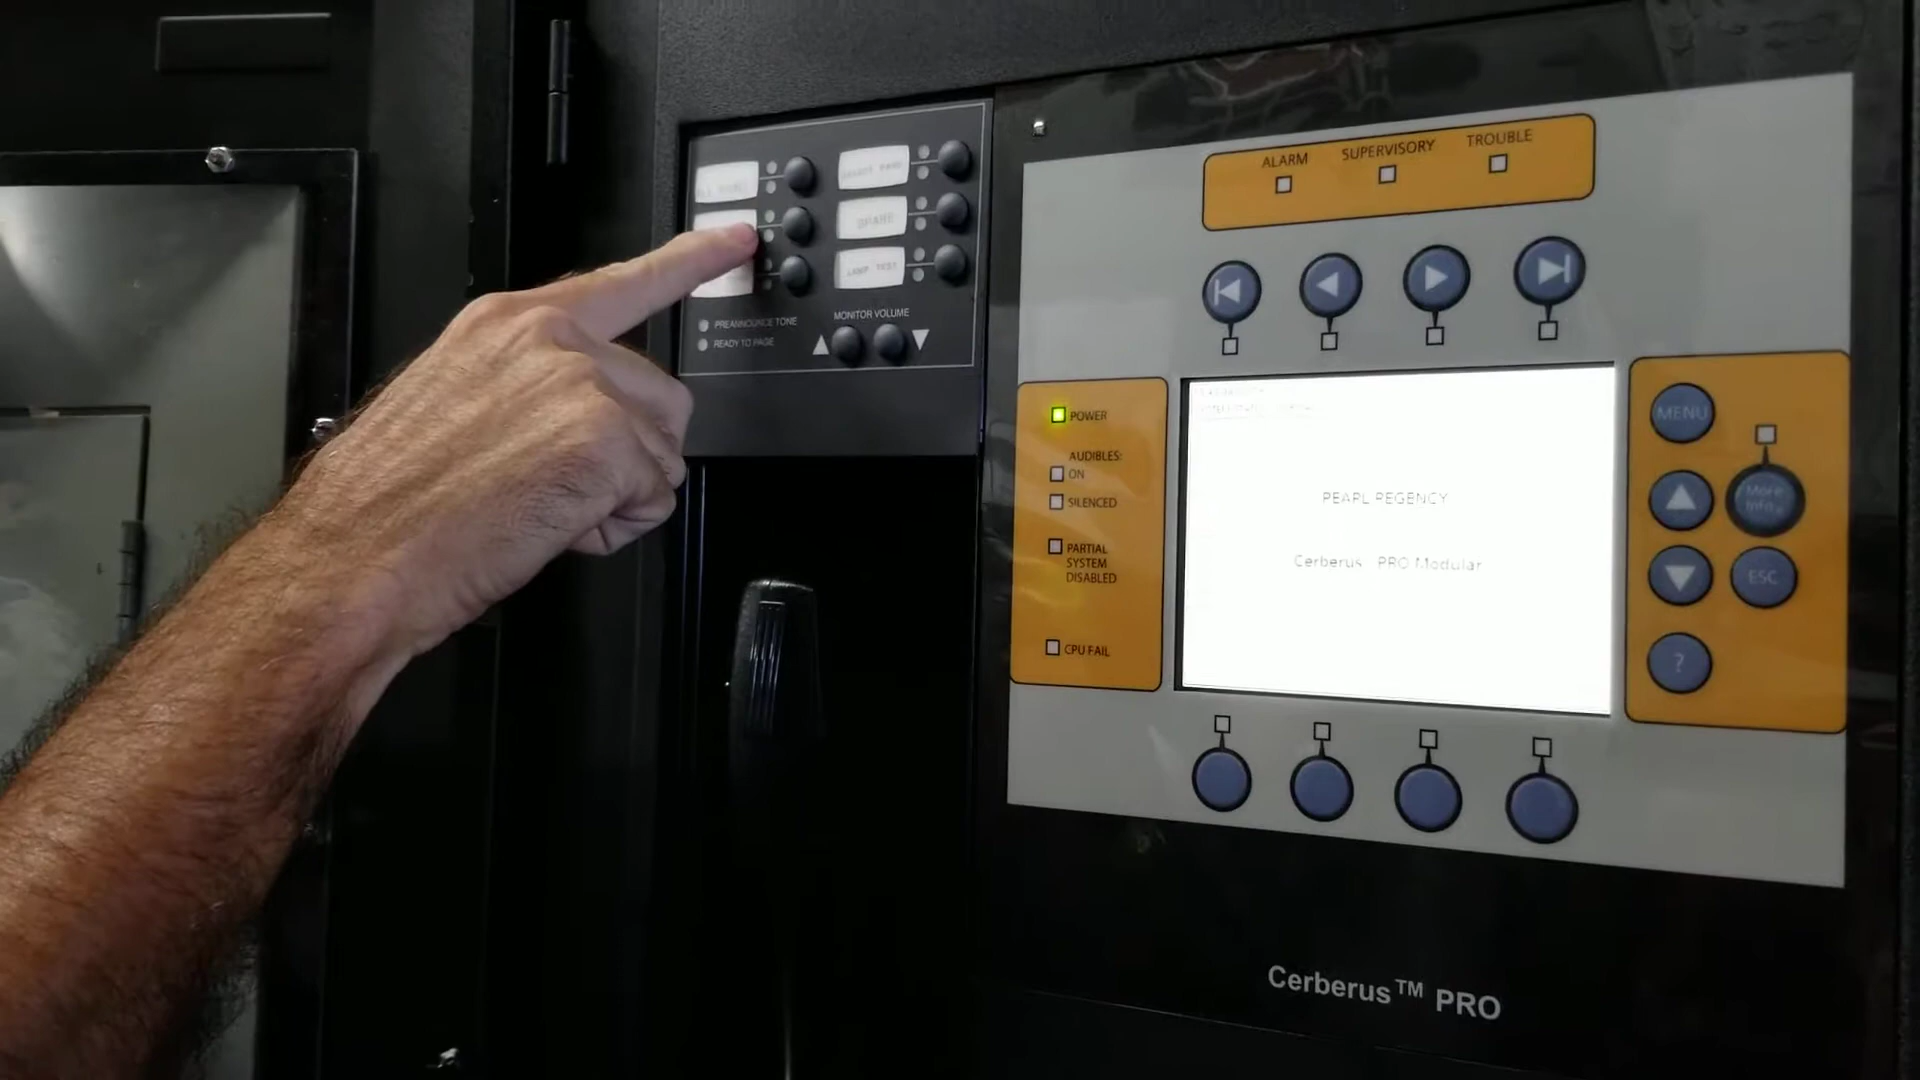 ALARM
SUPERVISORY
TROUBLE
SPARE
LAMP TEST
PREANNOUNCE TONE
READY TO PAGE
MONITOR VOLUME
POWER
AUDIBLES:
ON
SILENCED
PARTIAL
SYSTEM
DISABLED
CPU FAIL
PEARL REGENCY
Cerberus PRO Modular
MENU
More
Info
ESC
?
Cerberus™ PRO